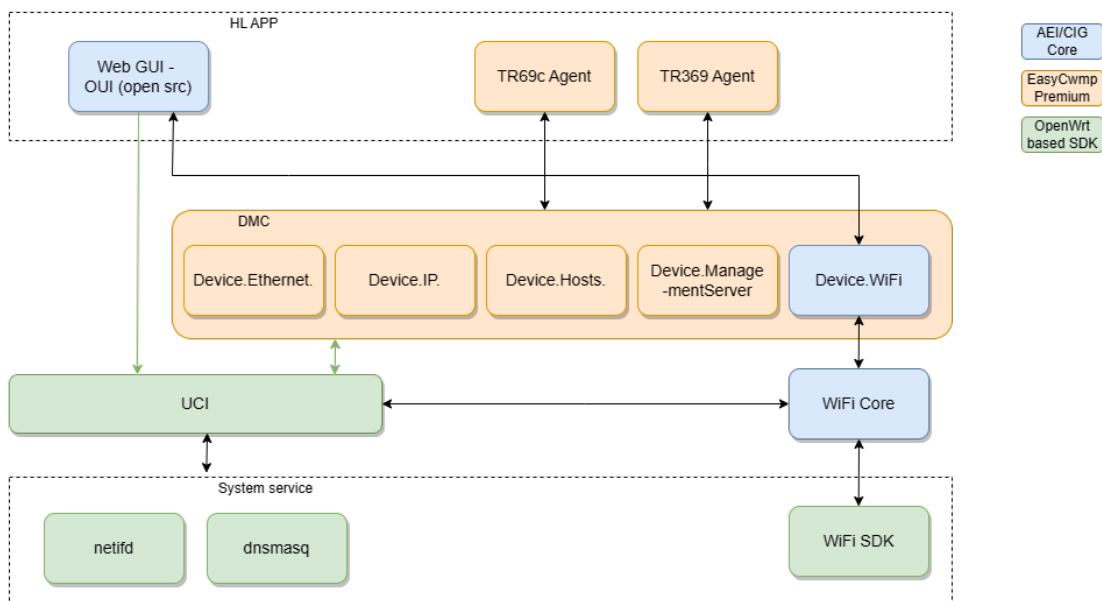 HL APP
Web GUI -
OUI (open src)
TR69c Agent
TR369 Agent
AEI/CIG
Core
EasyCwmp
Premium
OpenWrt
based SDK
DMC
Device.Ethernet.
Device.IP.
Device.Hosts.
Device.Manage
-mentServer
Device.WiFi
UCI
WiFi Core
System service
netifd
dnsmasq
WiFi SDK